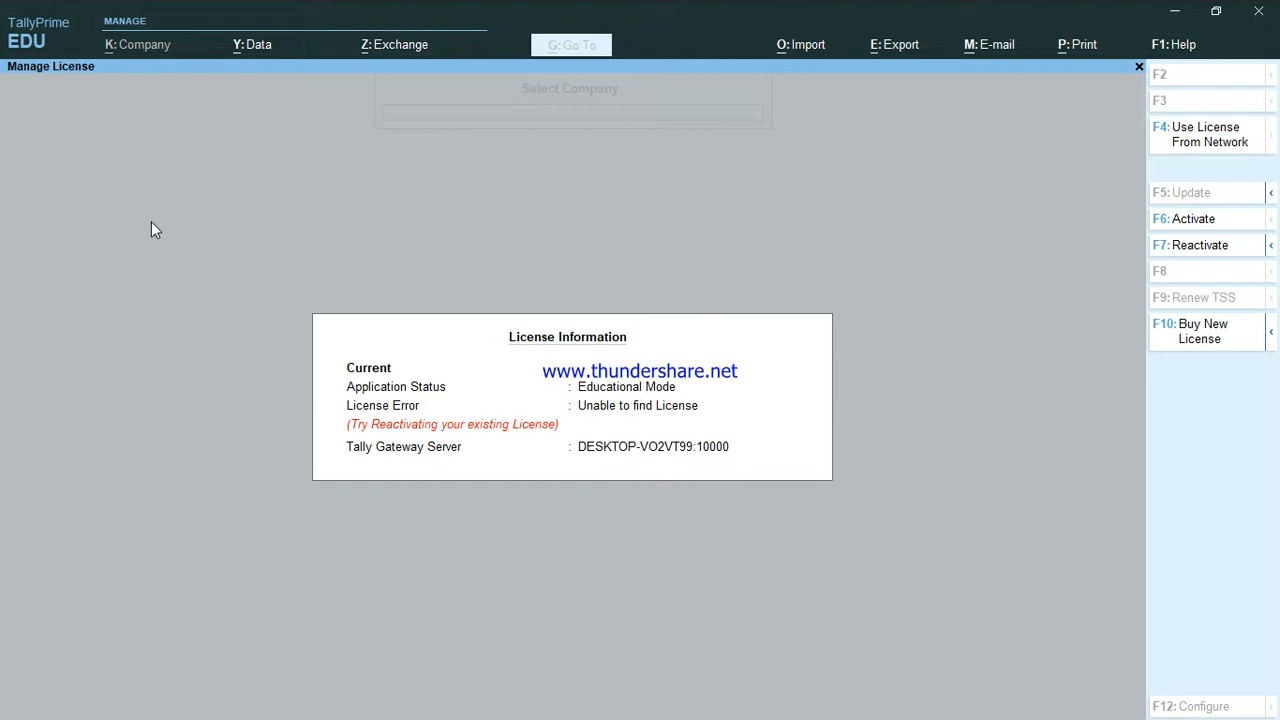 TallyPrime
EDU
MANAGE
K: Company
Y: Data
Z: Exchange
G: Go To
O: Import
E: Export
M: E-mail
P: Print
F1: Help
Manage License
Select Company
License Information
Current
www.thundershare.net
Application Status : Educational Mode
License Error : Unable to find License
(Try Reactivating your existing License)
Tally Gateway Server : DESKTOP-VO2VT99:10000
F2
F3
F4: Use License
From Network
F5: Update
F6: Activate
F7: Reactivate
F8
F9: Renew TSS
F10: Buy New
License
F12: Configure